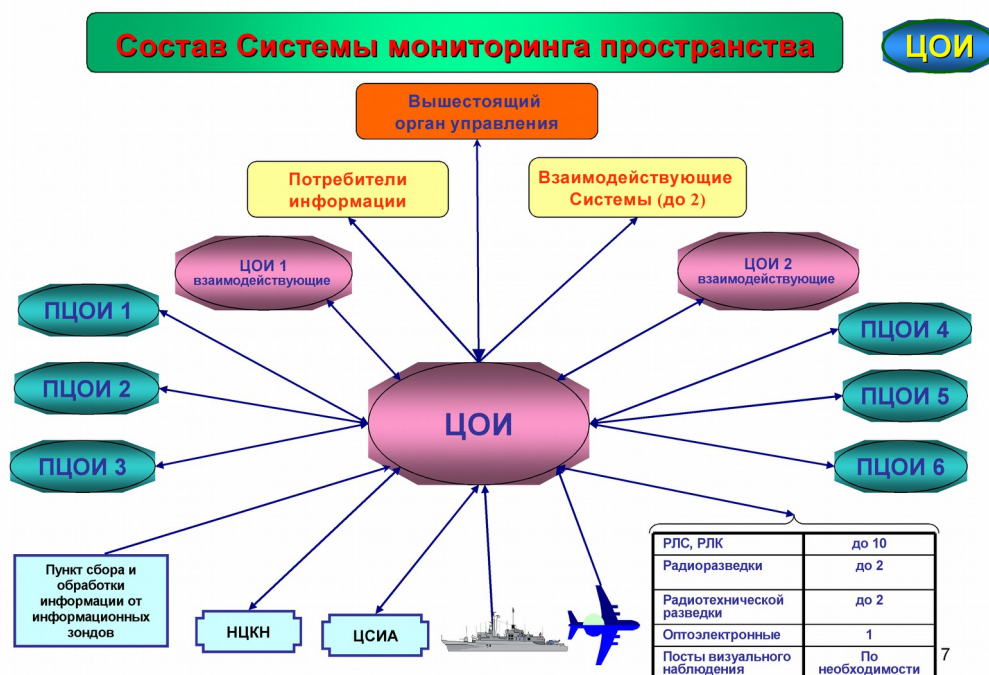 Состав Системы мониторинга пространства
ЦОИ
Вышестоящий
орган управления
Потребители
информации
Взаимодействующие
Системы (до 2)
ЦОИ 1
взаимодействующие
ЦОИ 2
взаимодействующие
ПЦОИ 1
ПЦОИ 2
ПЦОИ 3
ЦОИ
ПЦОИ 4
ПЦОИ 5
ПЦОИ 6
Пункт сбора и
обработки
информации от
информационных
зондов
НЦКН
ЦСИА
РЛС, РЛК до 10
Радиоразведки до 2
Радиотехнической
разведки до 2
Оптоэлектронные 1
Посты визуального
наблюдения По
необходимости
7